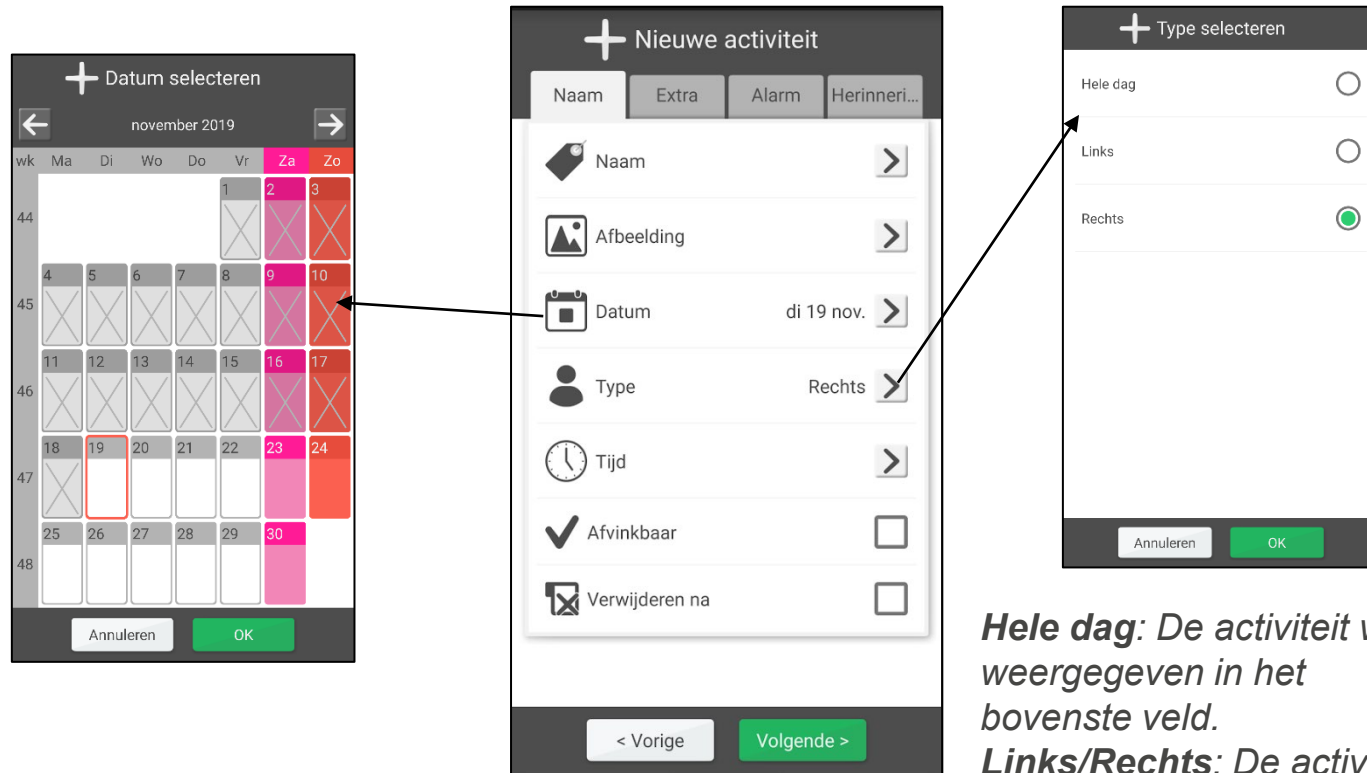 Datum selecteren
november 2019
wk Ma Di Wo Do Vr Za Zo
44 1 2 3
45 4 5 6 7 8 9 10
46 11 12 13 14 15 16 17
47 18 19 20 21 22 23 24
48 25 26 27 28 29 30
Annuleren OK
Nieuwe activiteit
Naam Extra Alarm Herinneri...
Naam
Afbeelding
Datum di 19 nov.
Type Rechts
Tijd
Afvinkbaar
Verwijderen na
< Vorige Volgende >
Type selecteren
Hele dag
Links
Rechts
Annuleren OK
Hele dag: De activiteit
weergegeven in het
bovenste veld.
Links/Rechts: De activ